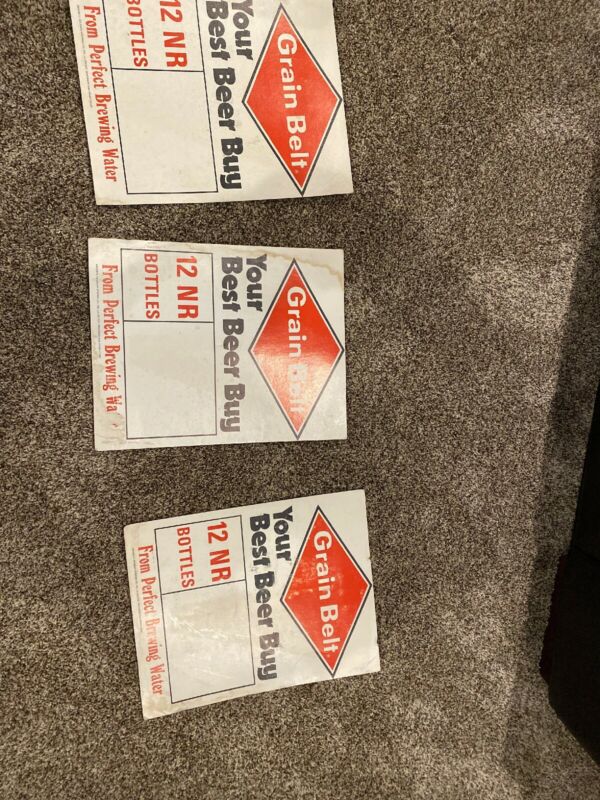 Grain Belt
Your
Best Beer Buy
12 NR
BOTTLES
From Perfect Brewing Water
Grain Belt
Your
Best Beer Buy
12 NR
BOTTLES
From Perfect Brewing Wa
Grain Belt
Your
Best Beer Buy
12 NR
BOTTLES
From Perfect Brewing Water